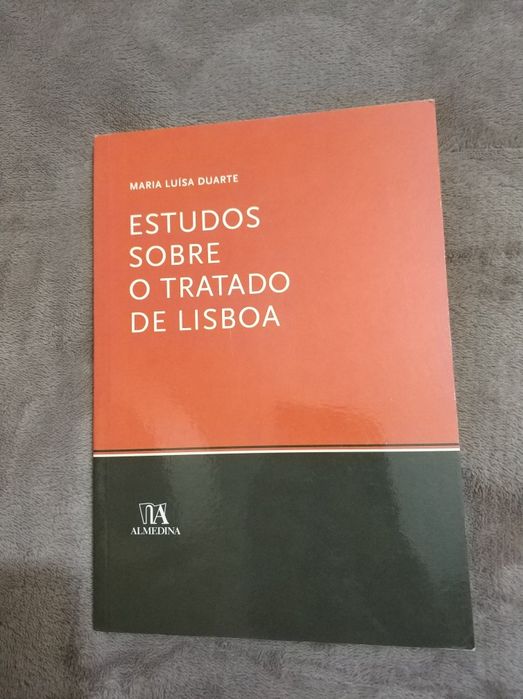 MARIA LUÍSA DUARTE
ESTUDOS
SOBRE
O TRATADO
DE LISBOA
ALMEDINA